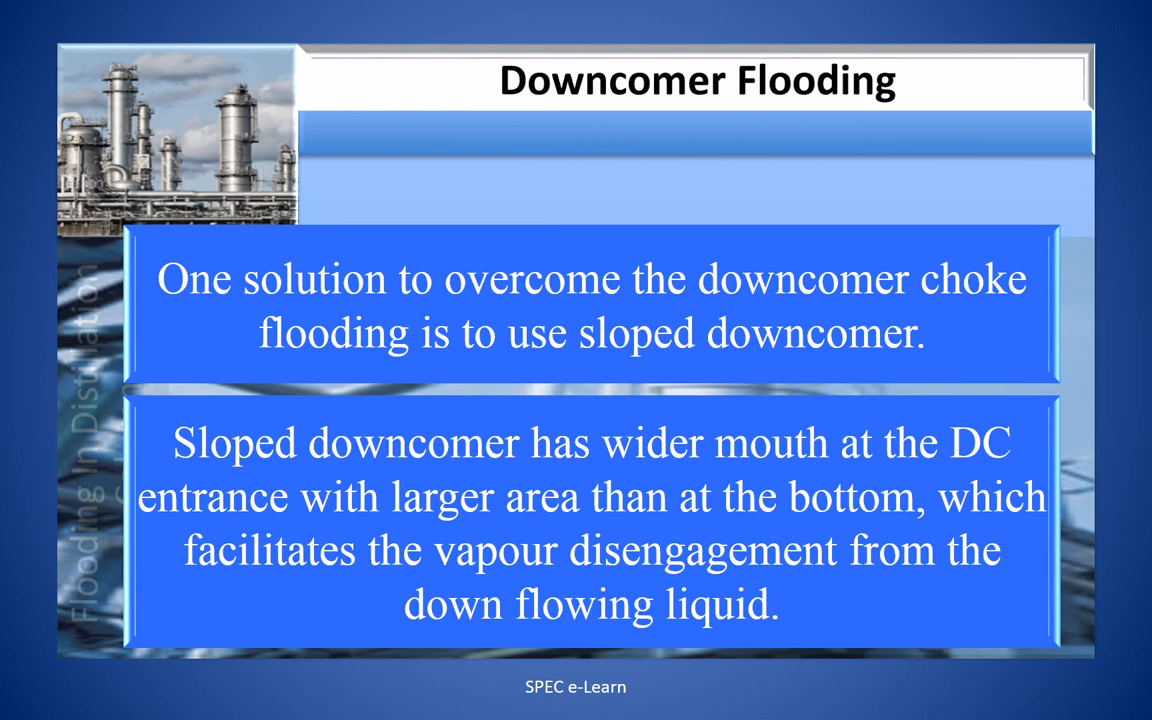 Downcomer Flooding
One solution to overcome the downcomer choke
flooding is to use sloped downcomer.
Sloped downcomer has wider mouth at the DC
entrance with larger area than at the bottom, which
facilitates the vapour disengagement from the
down flowing liquid.
Flooding In Distillation
SPEC e-Learn